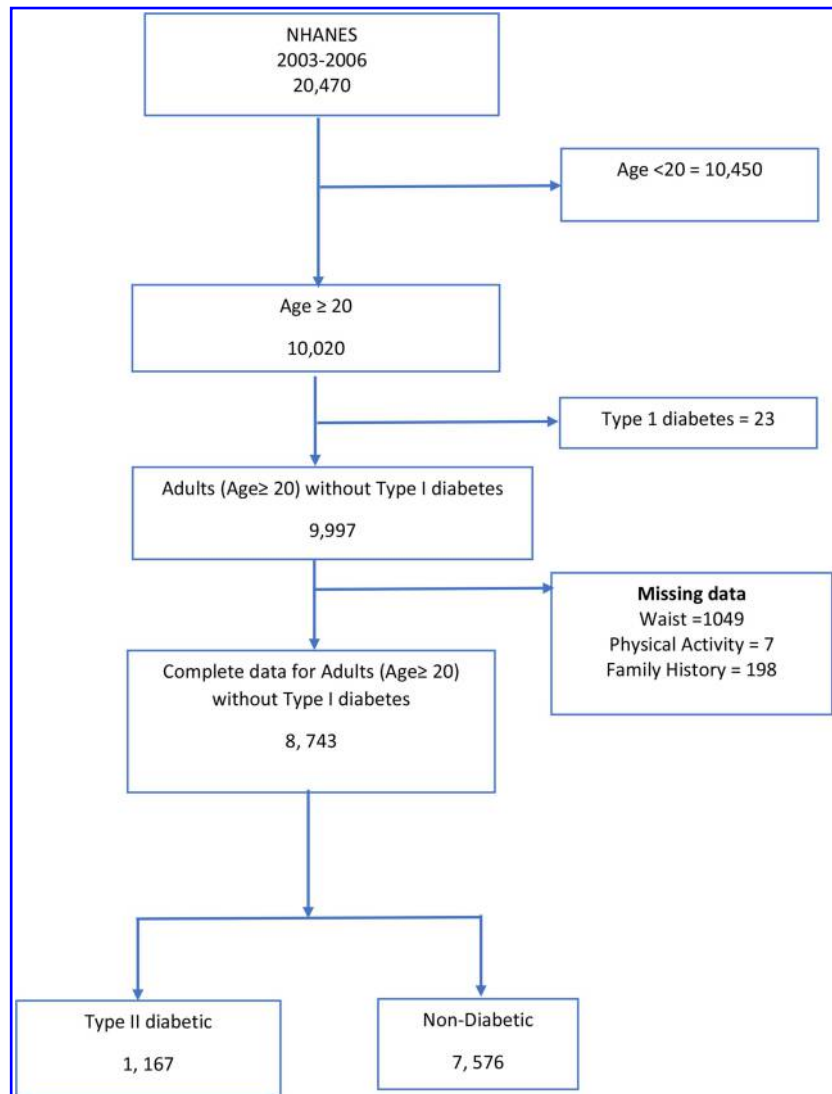 NHANES
2003-2006
20,470
Age <20 = 10,450
Age ≥ 20
10,020
Type 1 diabetes = 23
Adults (Age≥ 20) without Type I diabetes
9,997
Missing data
Waist =1049
Physical Activity = 7
Family History = 198
Complete data for Adults (Age≥ 20)
without Type I diabetes
8, 743
Type II diabetic
1, 167
Non-Diabetic
7, 576